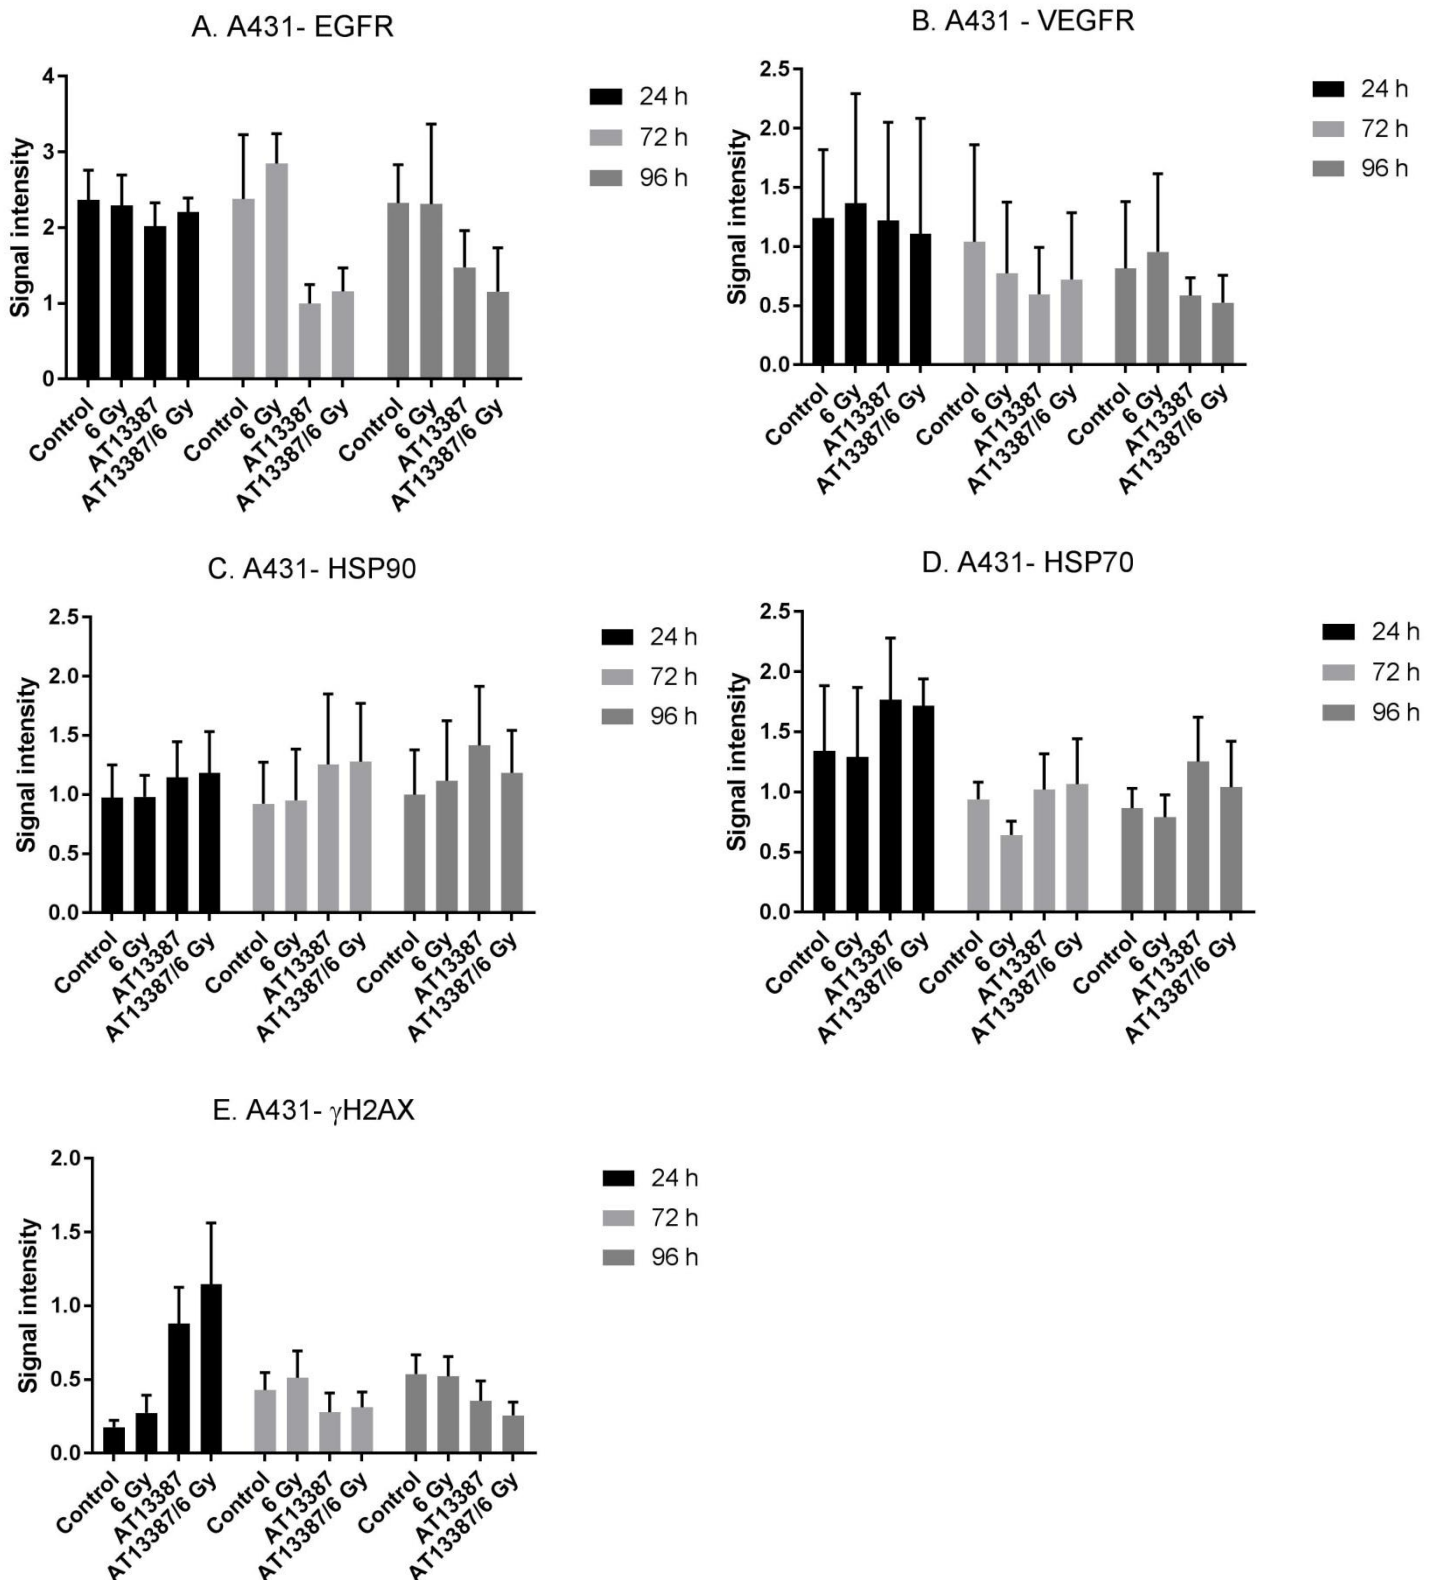 A. A431- EGFR
Signal intensity
4
3
2
1
0
24 h
72 h
96 h
Control
6 Gy
AT13387
AT13387/6 Gy
Control
6 Gy
AT13387
AT13387/6 Gy
Control
6 Gy
AT13387
AT13387/6 Gy
B. A431 - VEGFR
Signal intensity
2.5
2.0
1.5
1.0
0.5
0.0
24 h
72 h
96 h
Control
6 Gy
AT13387
AT13387/6 Gy
Control
6 Gy
AT13387
AT13387/6 Gy
Control
6 Gy
AT13387
AT13387/6 Gy
C. A431- HSP90
Signal intensity
2.5
2.0
1.5
1.0
0.5
0.0
24 h
72 h
96 h
Control
6 Gy
AT13387
AT13387/6 Gy
Control
6 Gy
AT13387
AT13387/6 Gy
Control
6 Gy
AT13387
AT13387/6 Gy
D. A431- HSP70
Signal intensity
2.5
2.0
1.5
1.0
0.5
0.0
24 h
72 h
96 h
Control
6 Gy
AT13387
AT13387/6 Gy
Control
6 Gy
AT13387
AT13387/6 Gy
Control
6 Gy
AT13387
AT13387/6 Gy
E. A431- γH2AX
Signal intensity
2.0
1.5
1.0
0.5
0.0
24 h
72 h
96 h
Control
6 Gy
AT13387
AT13387/6 Gy
Control
6 Gy
AT13387
AT13387/6 Gy
Control
6 Gy
AT13387
AT13387/6 Gy